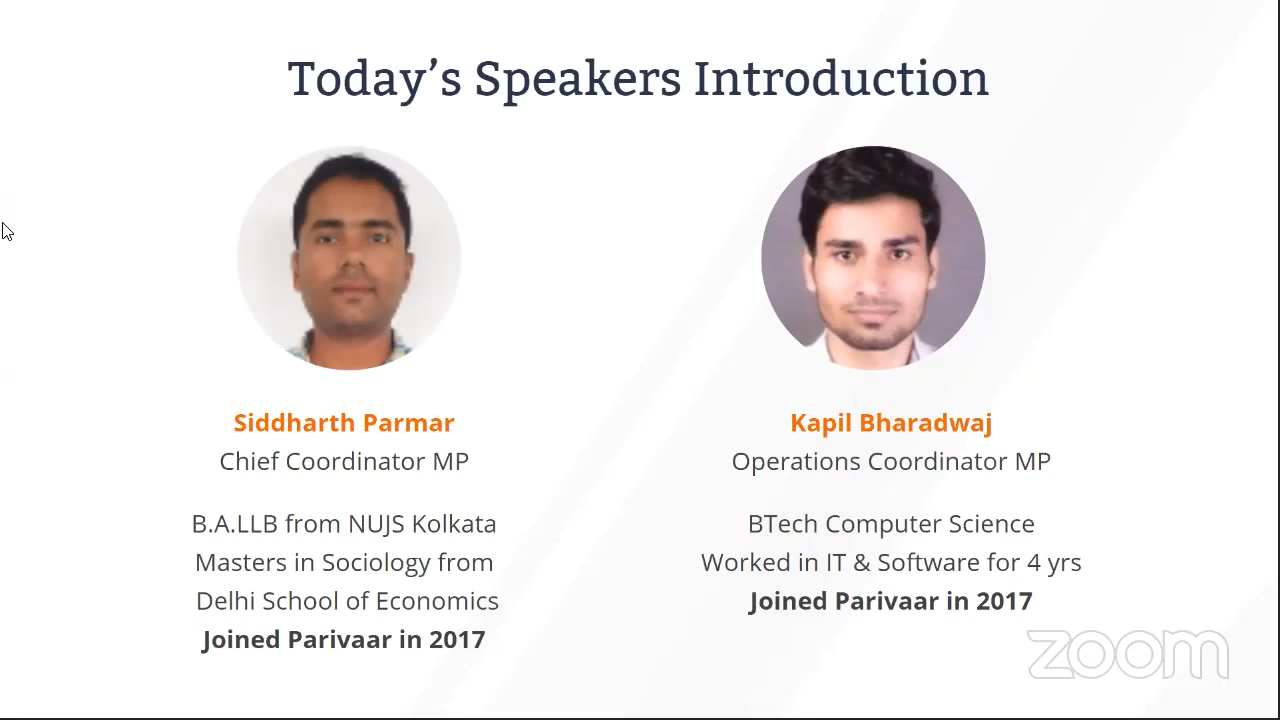 Today’s Speakers Introduction
Siddharth Parmar
Chief Coordinator MP
B.A.LLB from NUJS Kolkata
Masters in Sociology from
Delhi School of Economics
Joined Parivaar in 2017
Kapil Bharadwaj
Operations Coordinator MP
BTech Computer Science
Worked in IT & Software for 4 yrs
Joined Parivaar in 2017
zoom